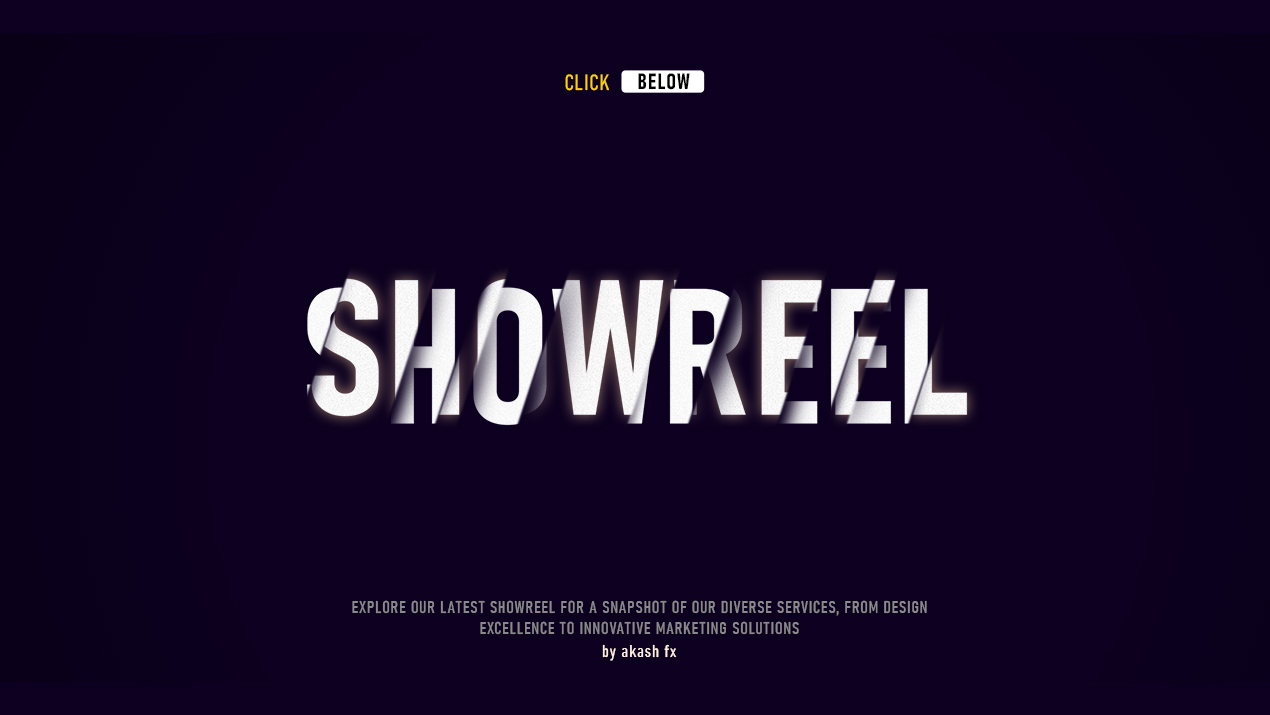 CLICK BELOW
SHOWREEL
EXPLORE OUR LATEST SHOWREEL FOR A SNAPSHOT OF OUR DIVERSE SERVICES, FROM DESIGN
EXCELLENCE TO INNOVATIVE MARKETING SOLUTIONS
by akash fx